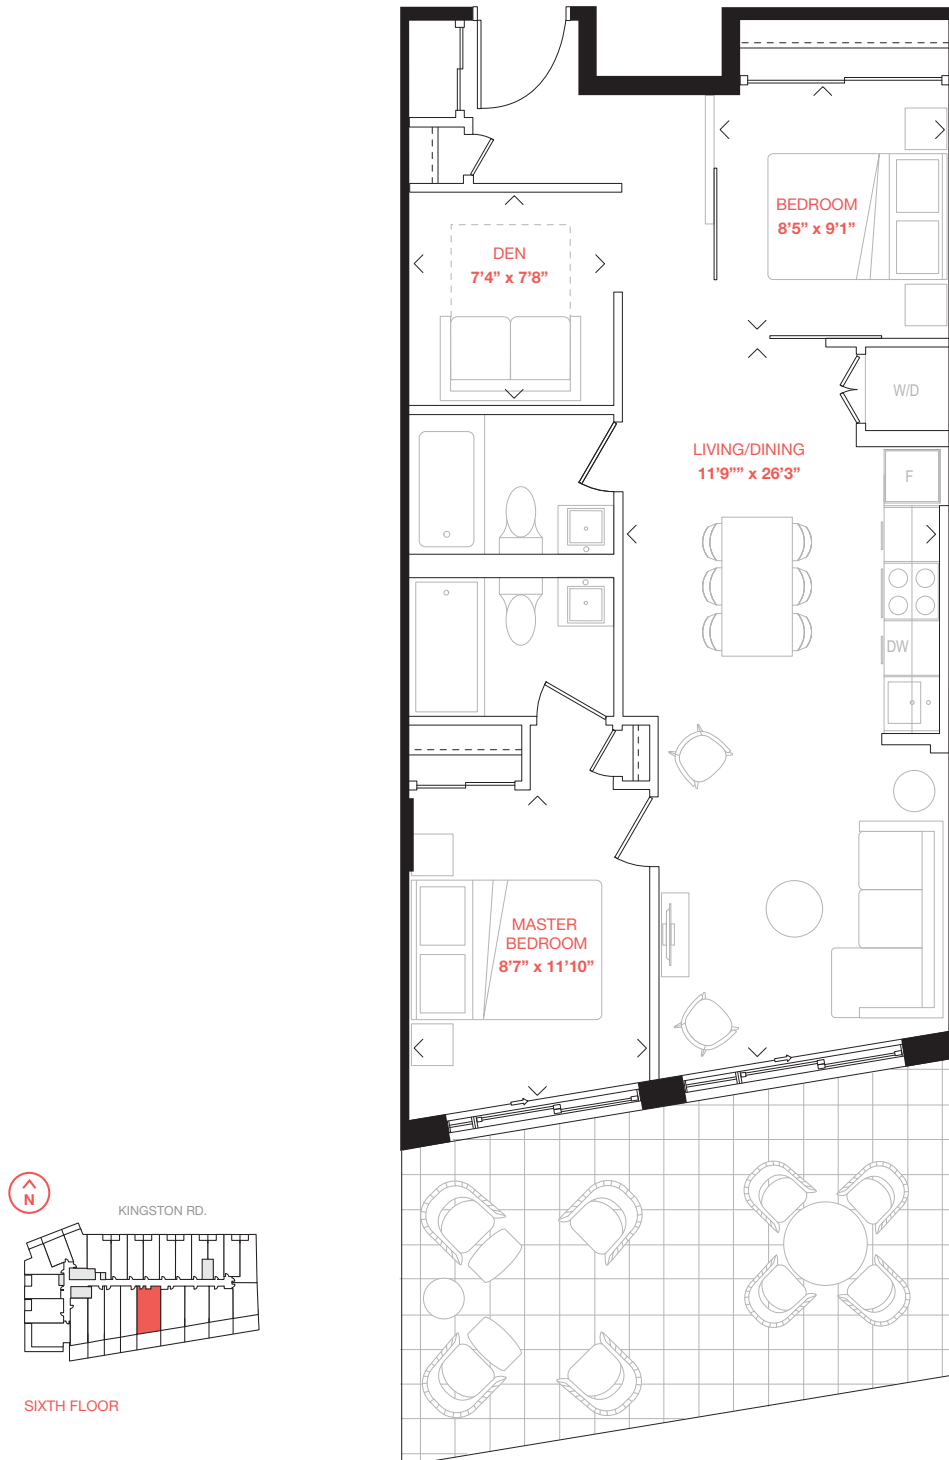 BEDROOM
8’5” x 9’1”
DEN
7’4” x 7’8”
W/D
LIVING/DINING
11’9”” x 26’3”
F
DW
MASTER
BEDROOM
8’7” x 11’10”
N
KINGSTON RD.
SIXTH FLOOR